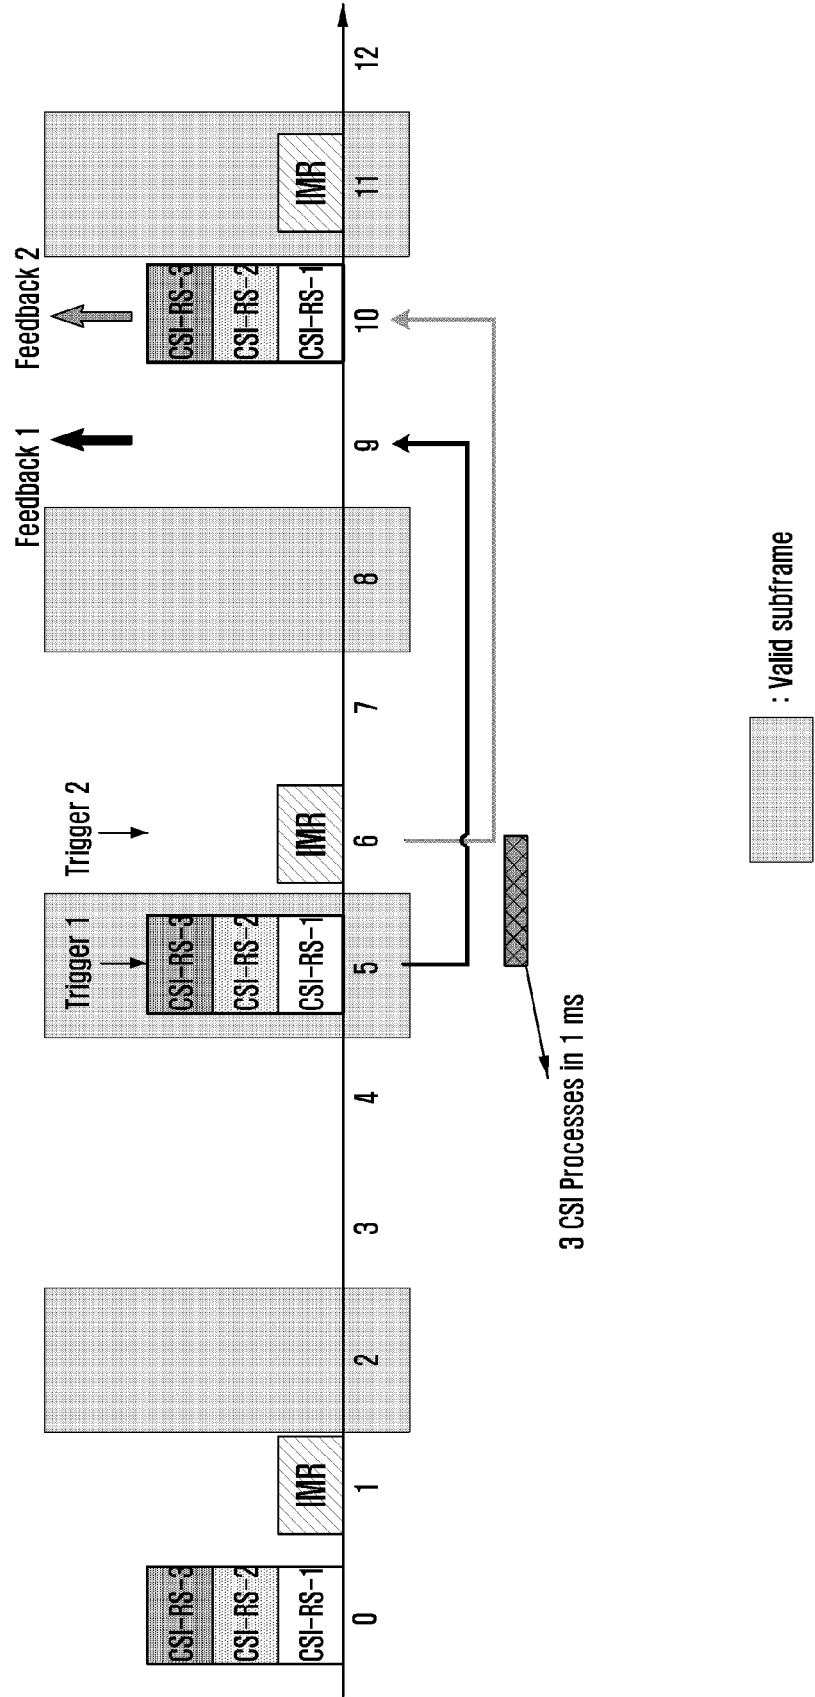 Feedback 1
Feedback 2
Trigger 1
Trigger 2
CSI-RS-3
CSI-RS-2
CSI-RS-1
IMR
CSI-RS-3
CSI-RS-2
CSI-RS-1
IMR
CSI-RS-3
CSI-RS-2
CSI-RS-1
IMR
0 1 2 3 4 5 6 7 8 9 10 11 12
3 CSI Processes in 1 ms
: Valid subframe